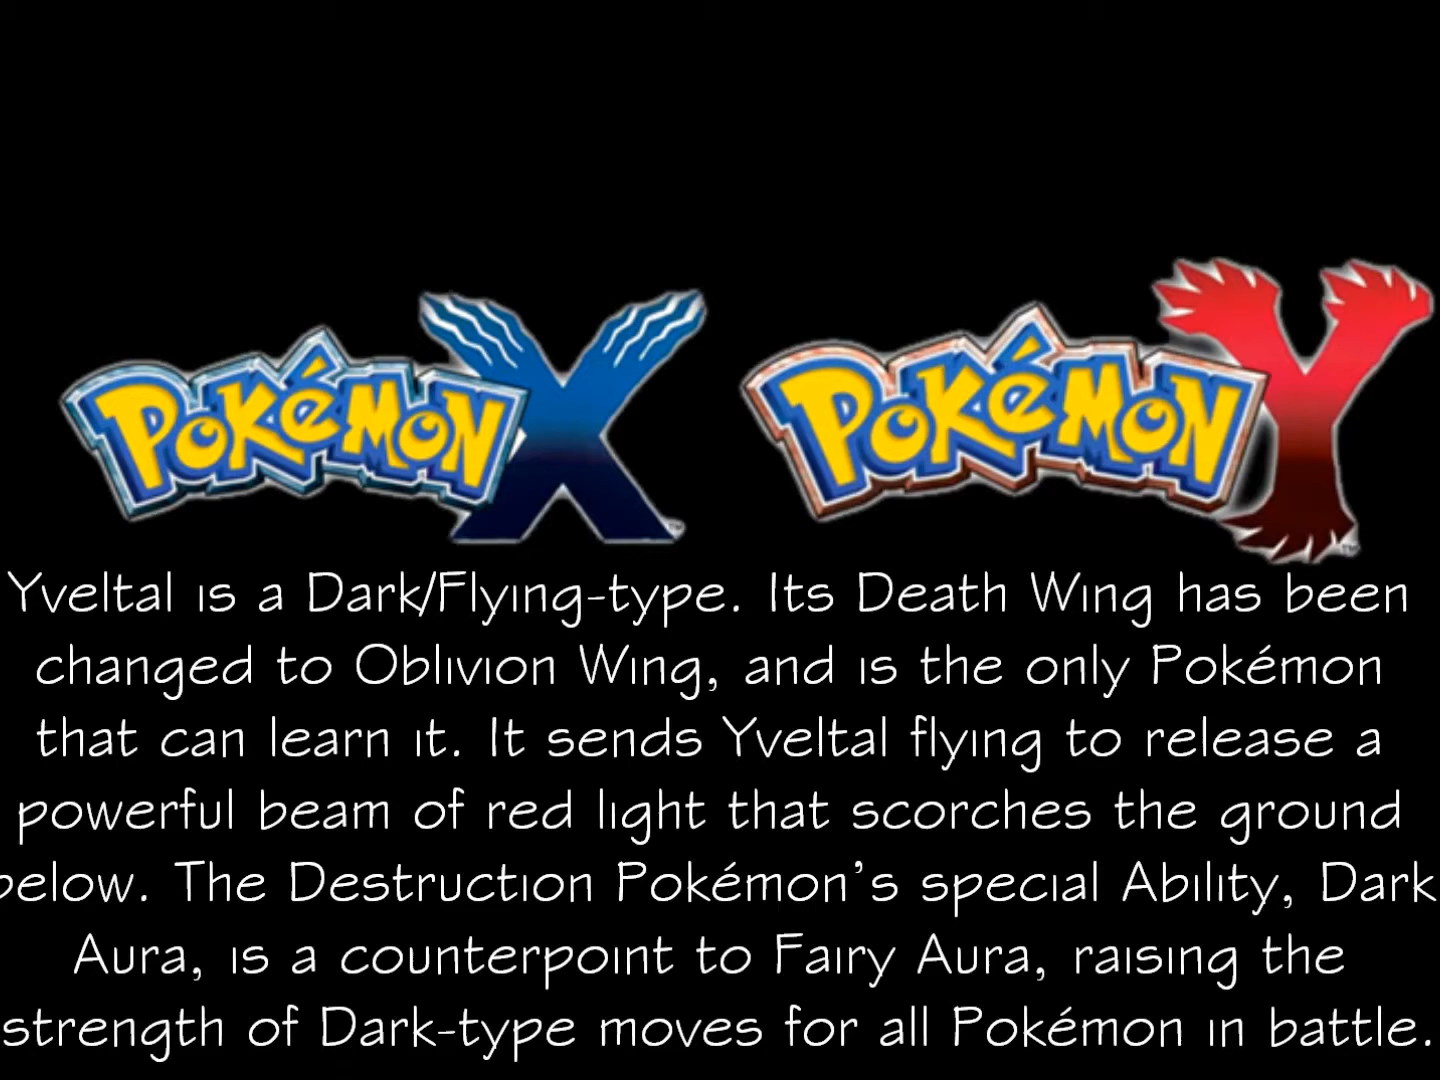 POKéMON X
POKéMON Y
Yveltal is a Dark/Flying-type. Its Death Wing has been
changed to Oblivion Wing, and is the only Pokémon
that can learn it. It sends Yveltal flying to release a
powerful beam of red light that scorches the ground
below. The Destruction Pokémon’s special Ability, Dark
Aura, is a counterpoint to Fairy Aura, raising the
strength of Dark-type moves for all Pokémon in battle.